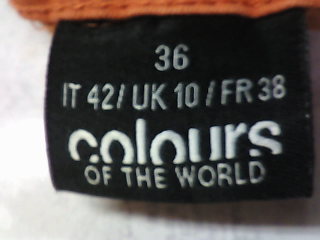 36
IT 42/ UK 10 / FR 38
colours
OF THE WORLD